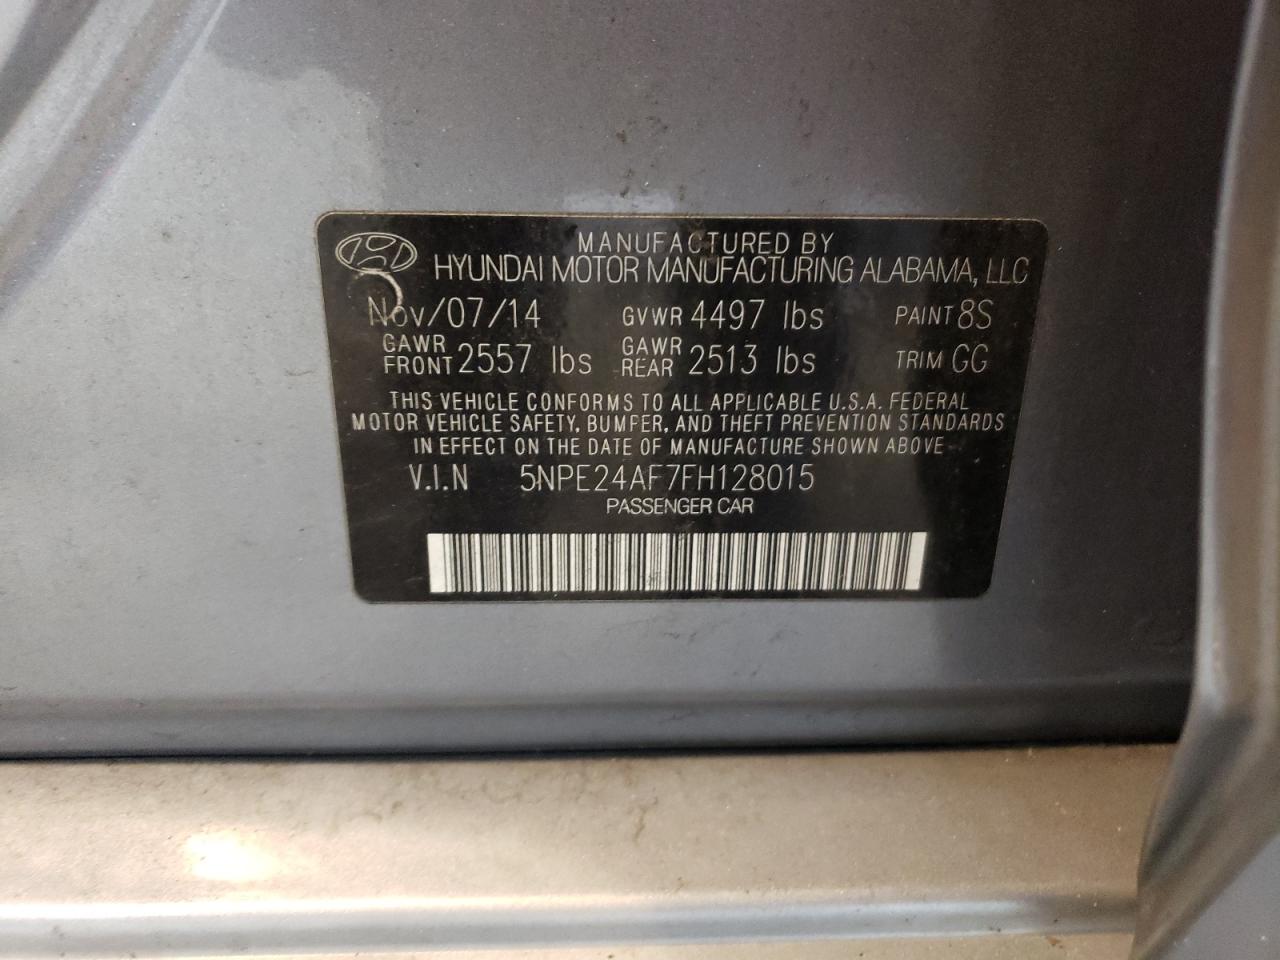 MANUFACTURED BY
HYUNDAI MOTOR MANUFACTURING ALABAMA, LLC
Nov/07/14 GVWR 4497 lbs PAINT 8S
GAWR FRONT 2557 lbs GAWR REAR 2513 lbs TRIM GG
THIS VEHICLE CONFORMS TO ALL APPLICABLE U.S.A. FEDERAL
MOTOR VEHICLE SAFETY, BUMPER, AND THEFT PREVENTION STANDARDS
IN EFFECT ON THE DATE OF MANUFACTURE SHOWN ABOVE
V.I.N 5NPE24AF7FH128015
PASSENGER CAR